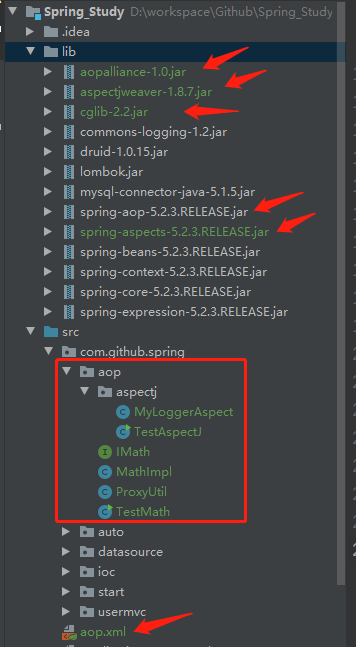 Spring_Study D:\workspace\Github\Spring_Study
.idea
lib
aopalliance-1.0.jar
aspectjweaver-1.8.7.jar
cglib-2.2.jar
commons-logging-1.2.jar
druid-1.0.15.jar
lombok.jar
mysql-connector-java-5.1.5.jar
spring-aop-5.2.3.RELEASE.jar
spring-aspects-5.2.3.RELEASE.jar
spring-beans-5.2.3.RELEASE.jar
spring-context-5.2.3.RELEASE.jar
spring-core-5.2.3.RELEASE.jar
spring-expression-5.2.3.RELEASE.jar
src
com.github.spring
aop
aspectj
MyLoggerAspect
TestAspectJ
IMath
MathImpl
ProxyUtil
TestMath
auto
datasource
ioc
start
usermvc
aop.xml